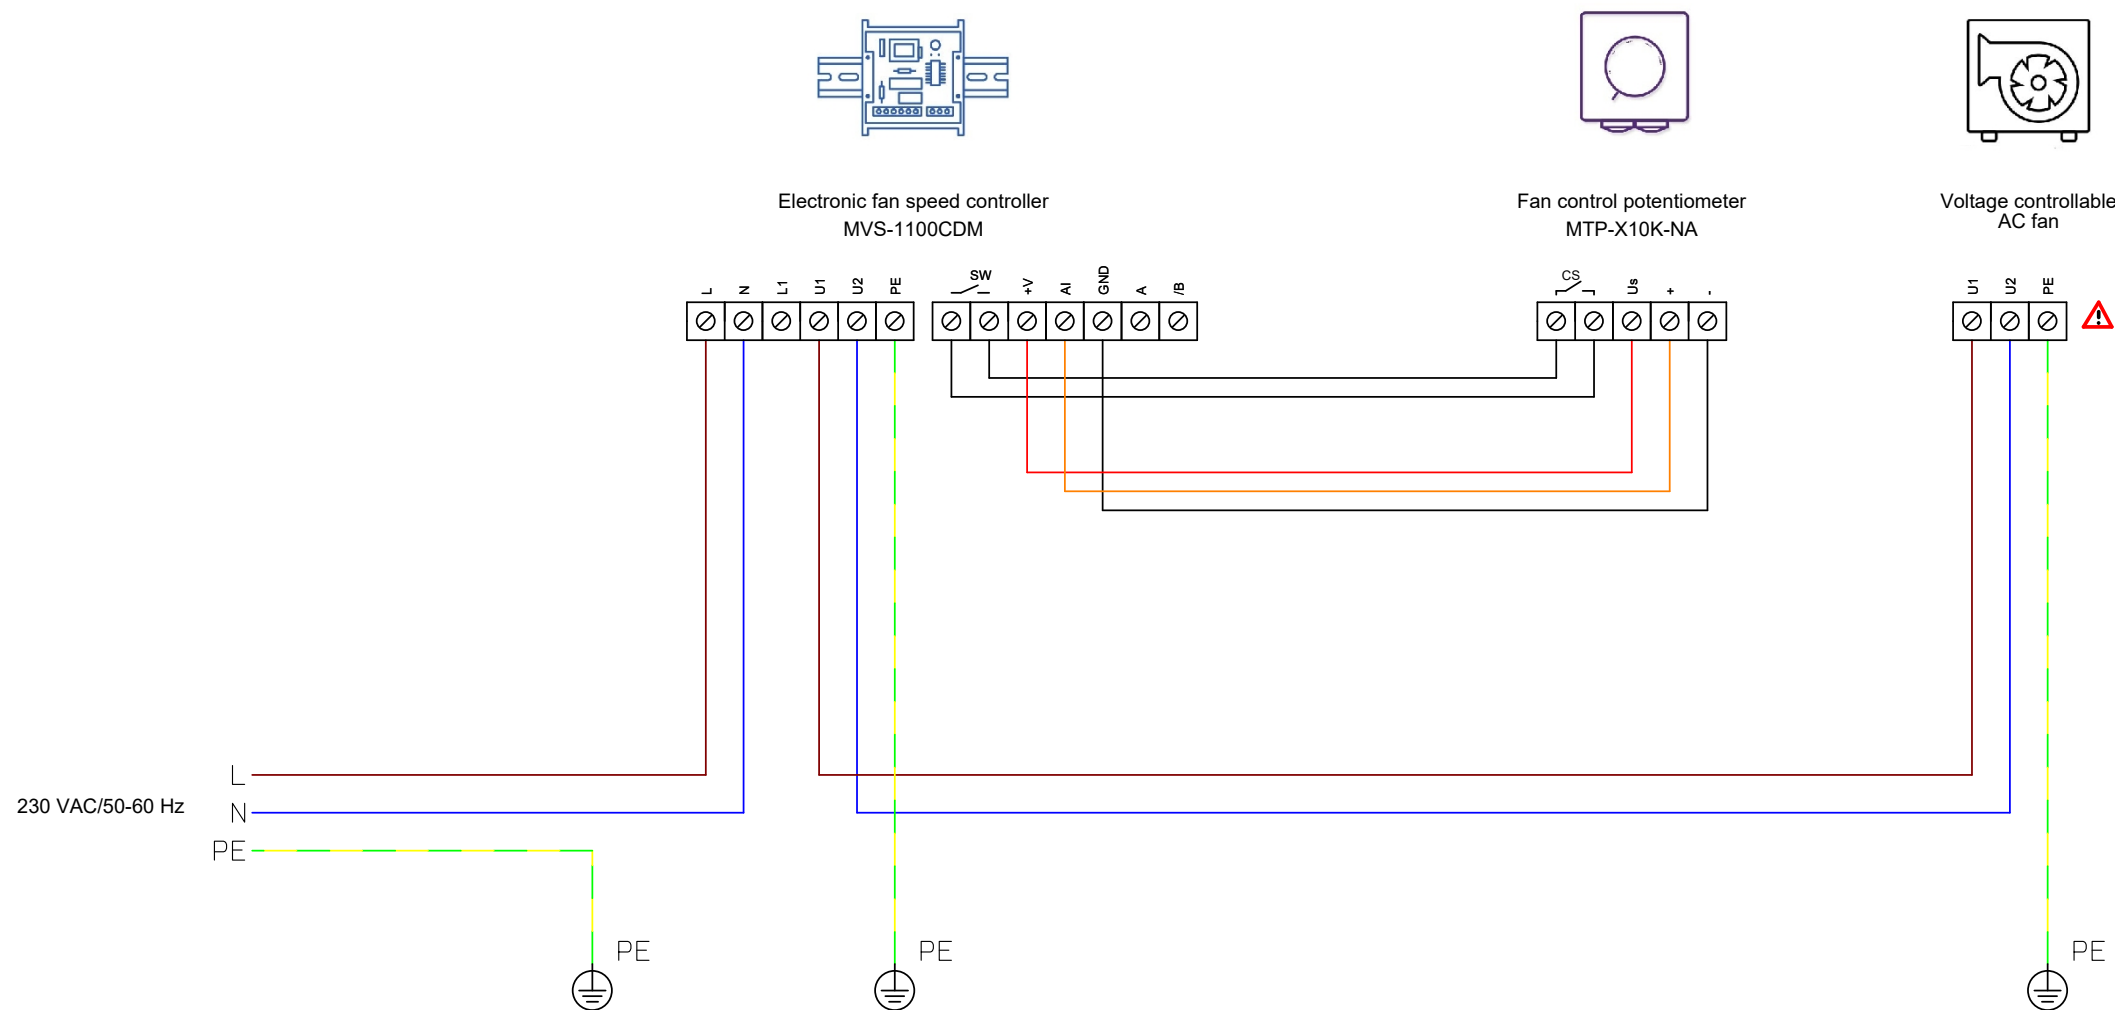 Electronic fan speed controller
MVS-1100CDM
Fan control potentiometer
MTP-X10K-NA
Voltage controllable
AC fan
L
N
L1
U1
U2
PE
SW
+V
AI
GND
A
/B
CS
Us
+
-
U1
U2
PE
L
230 VAC/50-60 Hz
N
PE
PE
PE
PE